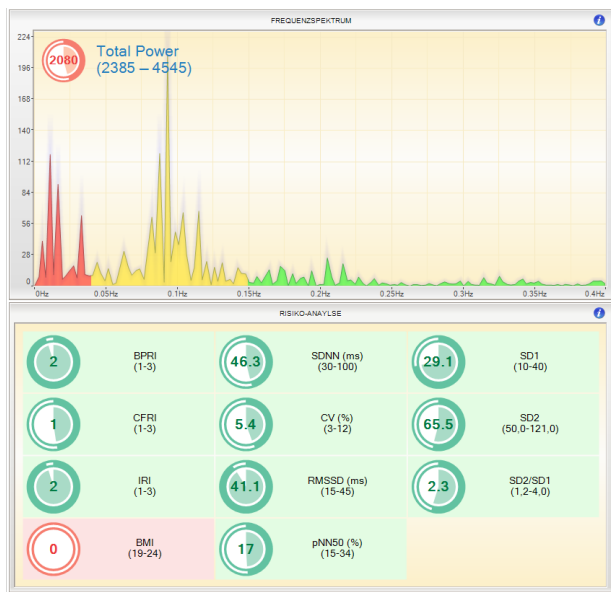 FREQUENZSPEKTRUM
i
224
196
168
140
112
84
56
28
0
2080
Total Power
(2385 – 4545)
0Hz
0.05Hz
0.1Hz
0.15Hz
0.2Hz
0.25Hz
0.3Hz
0.35Hz
0.4Hz
RISIKO-ANAYLSE
i
2
BPRI
(1-3)
46.3
SDNN (ms)
(30-100)
29.1
SD1
(10-40)
1
CFRI
(1-3)
5.4
CV (%)
(3-12)
65.5
SD2
(50,0-121,0)
2
IRI
(1-3)
41.1
RMSSD (ms)
(15-45)
2.3
SD2/SD1
(1,2-4,0)
0
BMI
(19-24)
17
pNN50 (%)
(15-34)